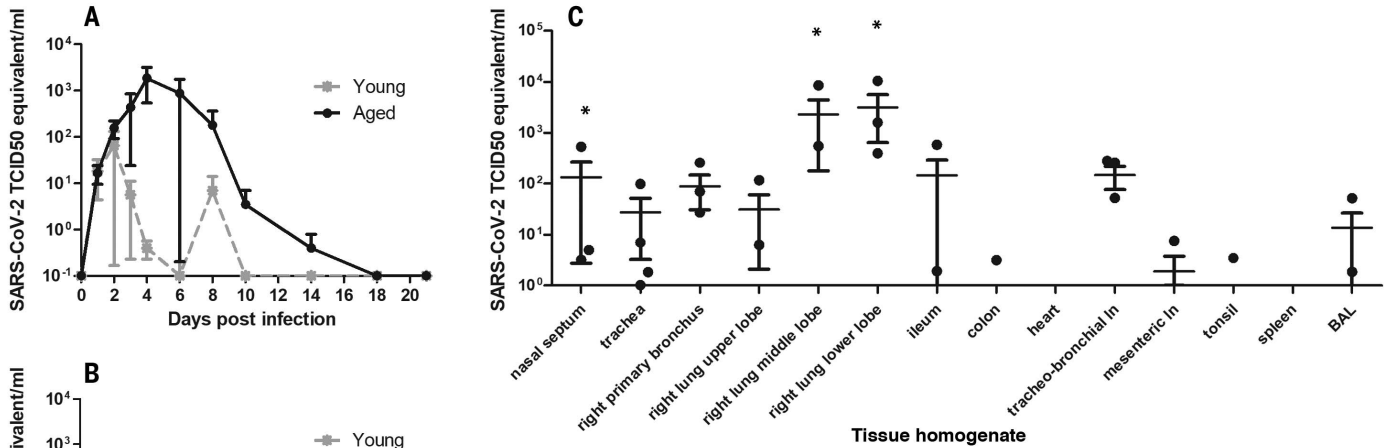 A
SARS-CoV-2 TCID50 equivalent/ml
10⁴
10³
10²
10¹
10⁰
10⁻¹
Young
Aged
0 2 4 6 8 10 12 14 16 18 20
Days post infection
B
valent/ml
10⁴
10³
Young
C
SARS-CoV-2 TCID50 equivalent/ml
10⁵
10⁴
10³
10²
10¹
10⁰
* * *
nasal septum
trachea
right primary bronchus
right lung upper lobe
right lung middle lobe
right lung lower lobe
ileum
colon
heart
tracheo-bronchial ln
mesenteric ln
tonsil
spleen
BAL
Tissue homogenate